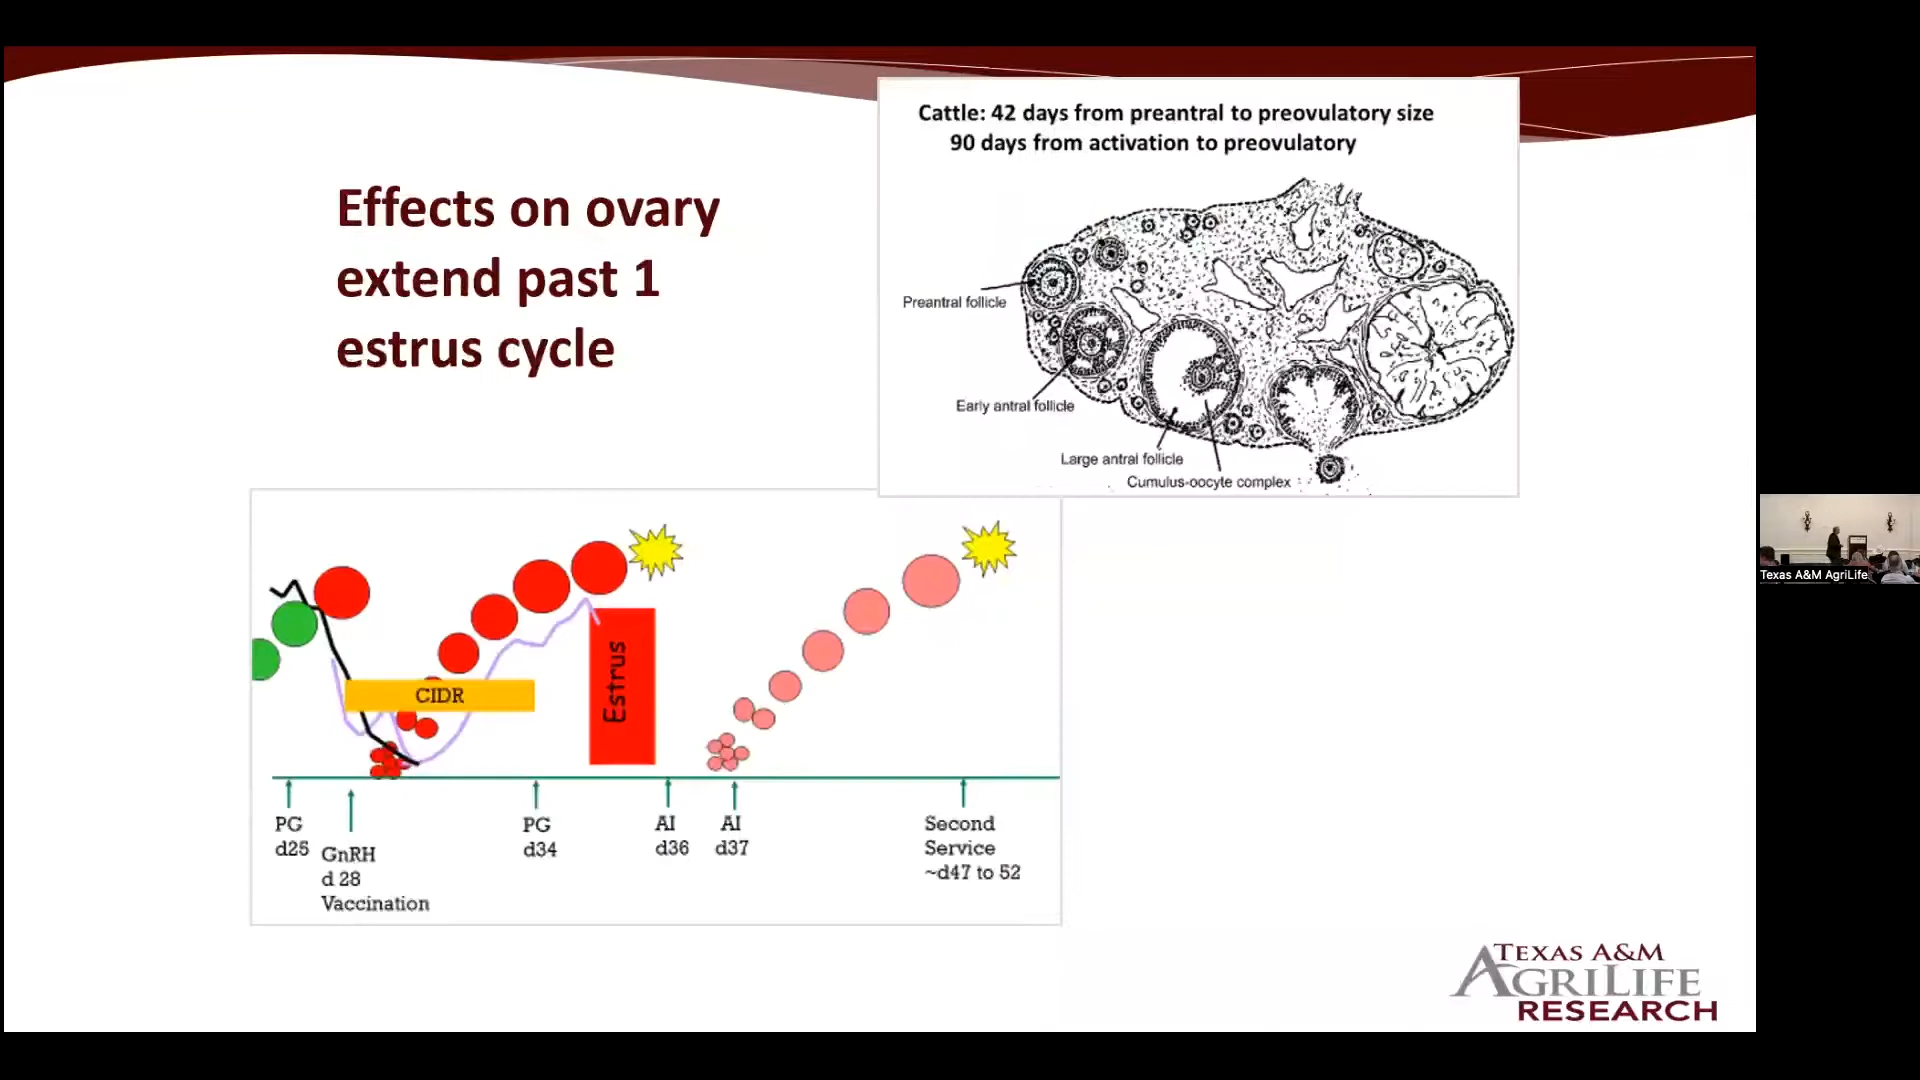 Cattle: 42 days from preantral to preovulatory size
90 days from activation to preovulatory
Effects on ovary
extend past 1
estrus cycle
Preantral follicle
Early antral follicle
Large antral follicle
Cumulus-oocyte complex
CIDR
Estrus
PG
d25
GnRH
d 28
Vaccination
PG
d34
AI
d36
AI
d37
Second
Service
~d47 to 52
Texas A&M AgriLife
TEXAS A&M
AGRILIFE
RESEARCH